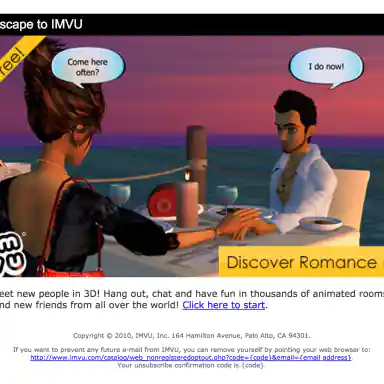 scape to IMVU
free!
Come here often?
I do now!
Discover Romance
eet new people in 3D! Hang out, chat and have fun in thousands of animated rooms
nd new friends from all over the world! Click here to start.
Copyright © 2010, IMVU, Inc. 164 Hamilton Avenue, Palo Alto, CA 94301.
If you want to prevent any future e-mail from IMVU, you can remove yourself by pointing your web browser to:
http://www.imvu.com/catalog/web_nonregisteredoptout.php?code={code}&email={email address}.
Your unsubscribe confirmation code is {code}.